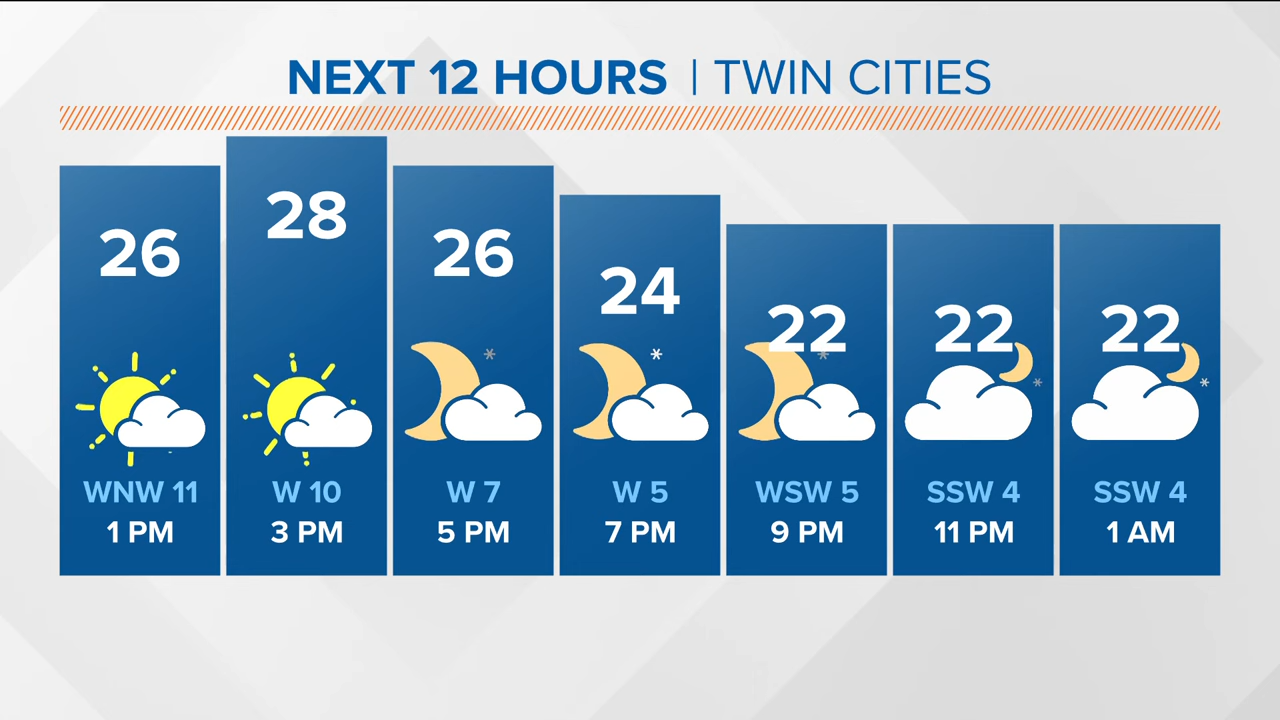 NEXT 12 HOURS | TWIN CITIES
26
28
26
24
22
22
22
WNW 11
W 10
W 7
W 5
WSW 5
SSW 4
SSW 4
1 PM
3 PM
5 PM
7 PM
9 PM
11 PM
1 AM